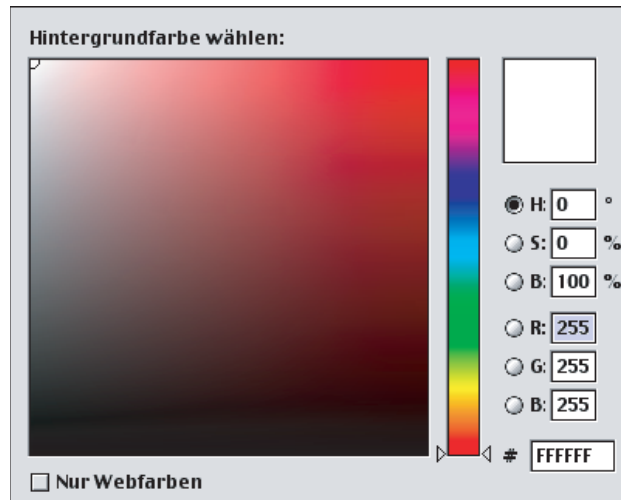 Hintergrundfarbe wählen:
H: 0 °
S: 0 %
B: 100 %
R: 255
G: 255
B: 255
# FFFFFF
Nur Webfarben